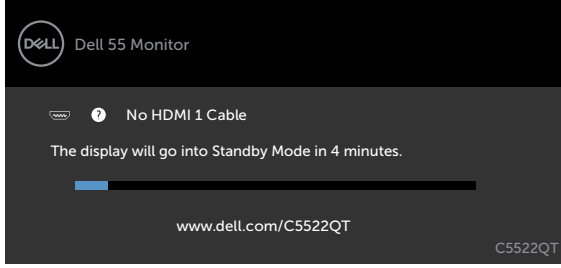 DELL Dell 55 Monitor
? No HDMI 1 Cable
The display will go into Standby Mode in 4 minutes.
www.dell.com/C5522QT
C5522QT